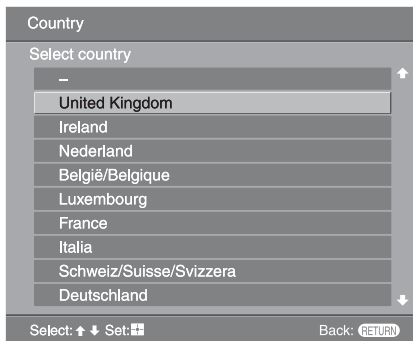 Country
Select country
–
United Kingdom
Ireland
Nederland
België/Belgique
Luxembourg
France
Italia
Schweiz/Suisse/Svizzera
Deutschland
Select: Set: Back: RETURN